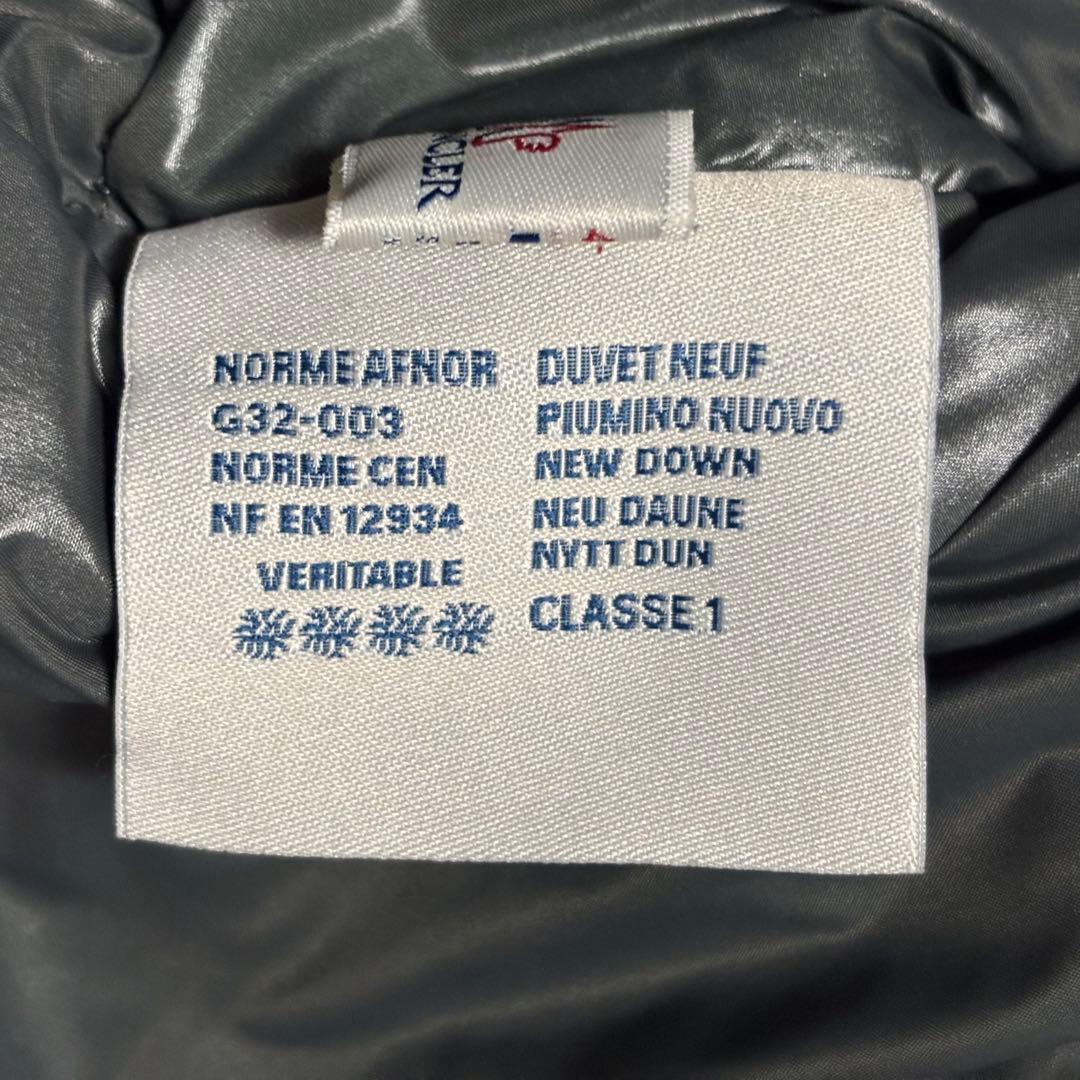 CLER
NORME AFNOR
G32-003
NORME CEN
NF EN 12934
VERITABLE
DUVET NEUF
PIUMINO NUOVO
NEW DOWN
NEU DAUNE
NYTT DUN
CLASSE 1